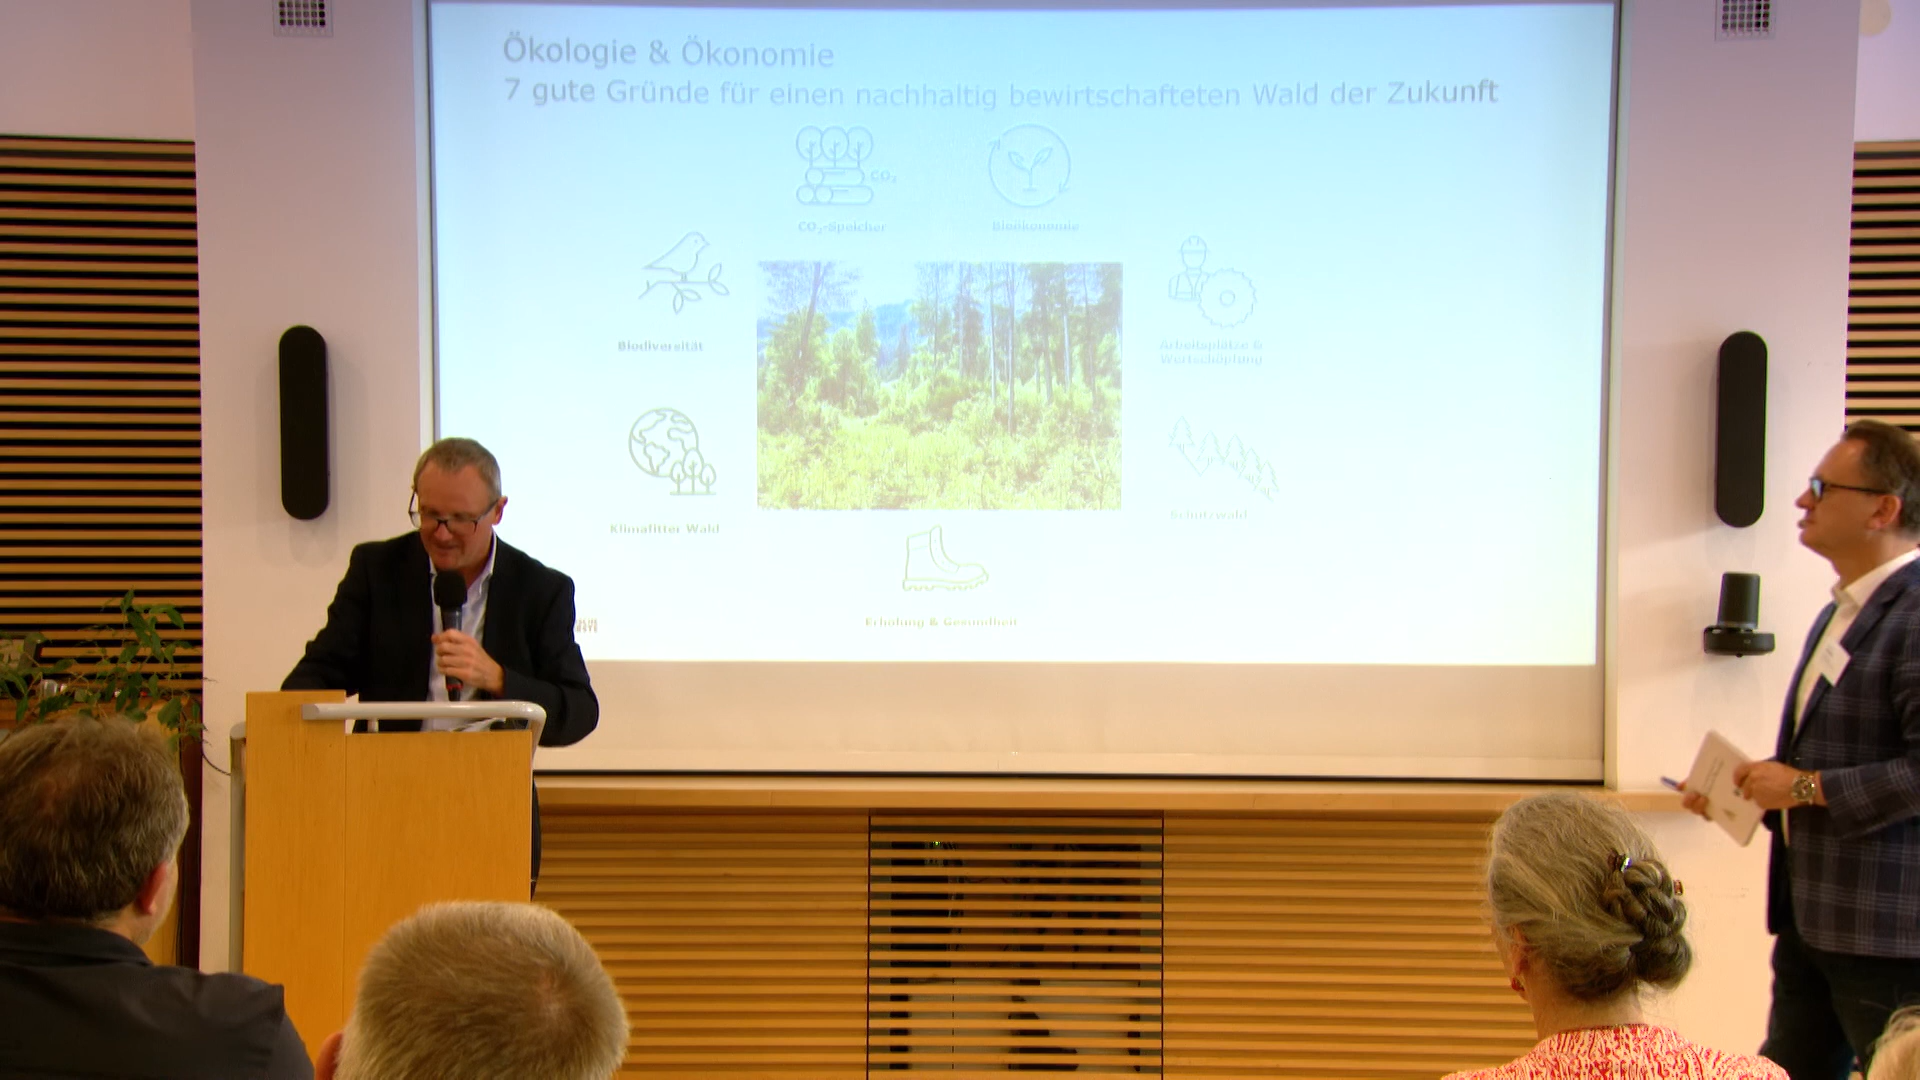 Ökologie & Ökonomie
7 gute Gründe für einen nachhaltig bewirtschafteten Wald der Zukunft
CO₂
CO₂-Speicher
Bioökonomie
Biodiversität
Arbeitsplätze &
Wertschöpfung
Klimafitter Wald
Schutzwald
Erholung & Gesundheit